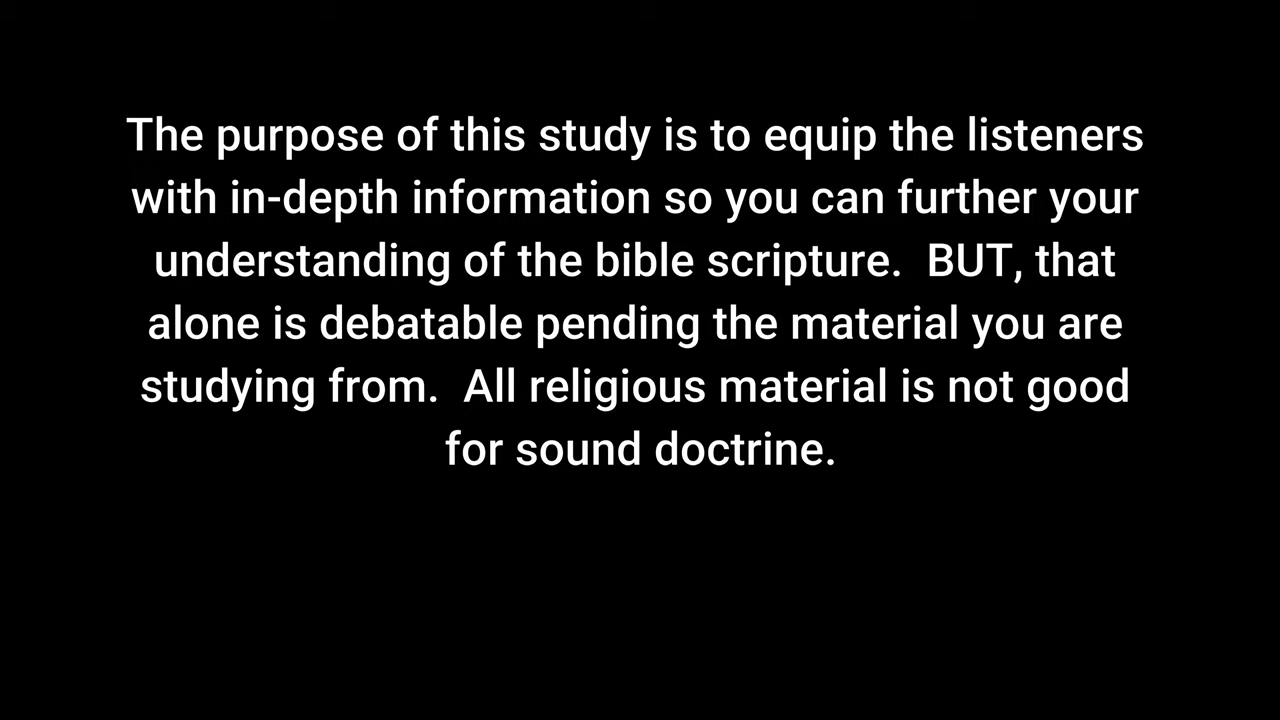 The purpose of this study is to equip the listeners
with in-depth information so you can further your
understanding of the bible scripture.  BUT, that
alone is debatable pending the material you are
studying from.  All religious material is not good
for sound doctrine.